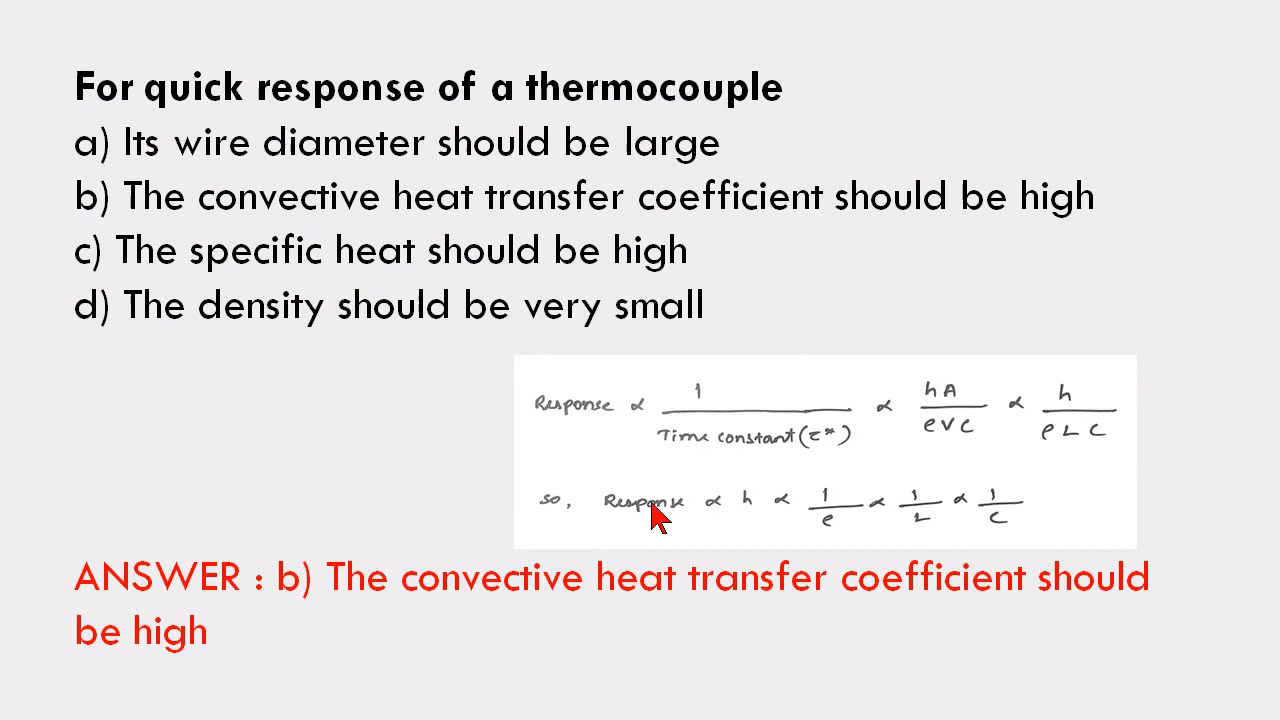 For quick response of a thermocouple
a) Its wire diameter should be large
b) The convective heat transfer coefficient should be high
c) The specific heat should be high
d) The density should be very small
Response ∝ 1 / Time constant (τ*) ∝ hA / ρVC ∝ h / ρLC
So, Response ∝ h ∝ 1/ρ ∝ 1/L ∝ 1/C
ANSWER : b) The convective heat transfer coefficient should
be high